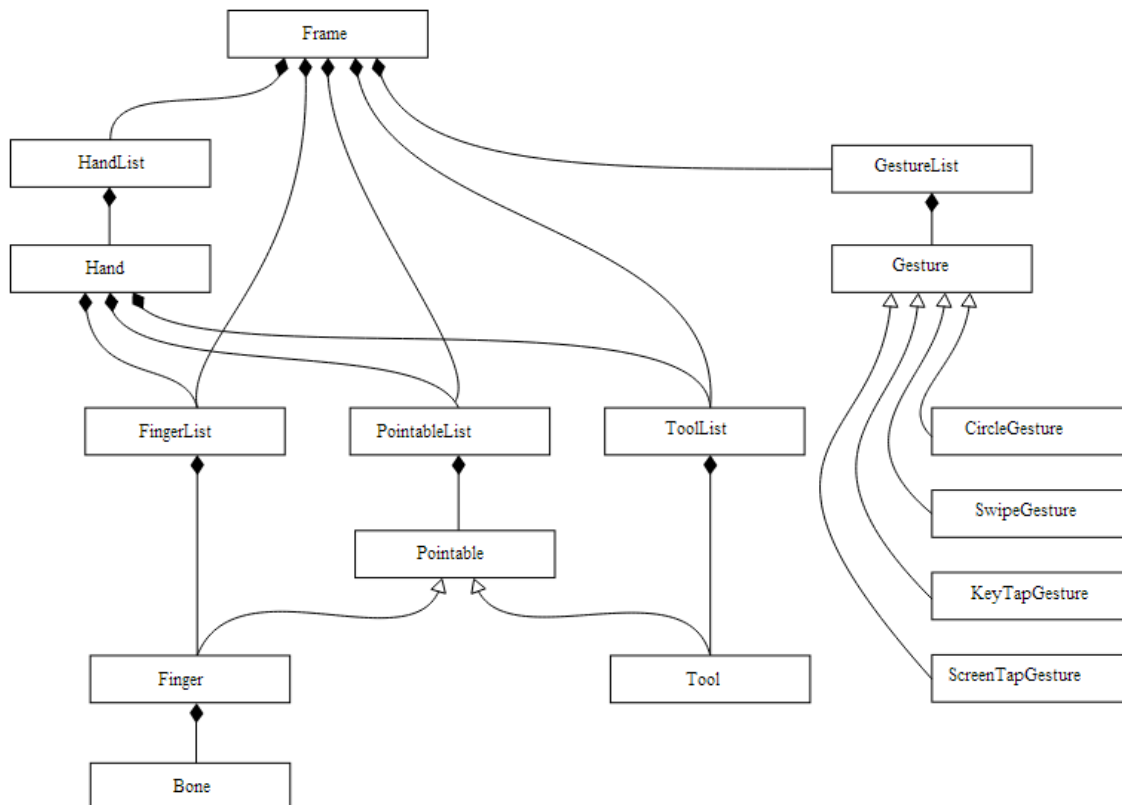 Frame
HandList
GestureList
Hand
Gesture
FingerList
PointableList
ToolList
CircleGesture
SwipeGesture
Pointable
KeyTapGesture
Finger
Tool
ScreenTapGesture
Bone